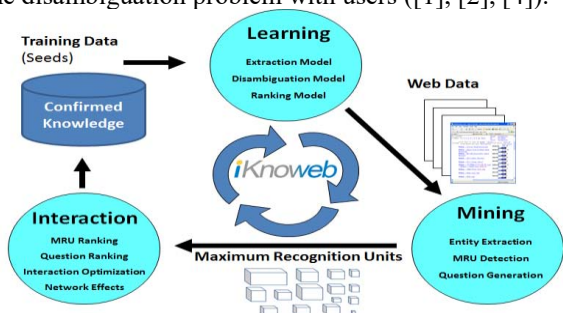 e disambiguation problem with users ([1], [2], [4]).
Training Data
(Seeds)
Confirmed
Knowledge
Learning
Extraction Model
Disambiguation Model
Ranking Model
Web Data
iKnoweb
Interaction
MRU Ranking
Question Ranking
Interaction Optimization
Network Effects
Maximum Recognition Units
Mining
Entity Extraction
MRU Detection
Question Generation